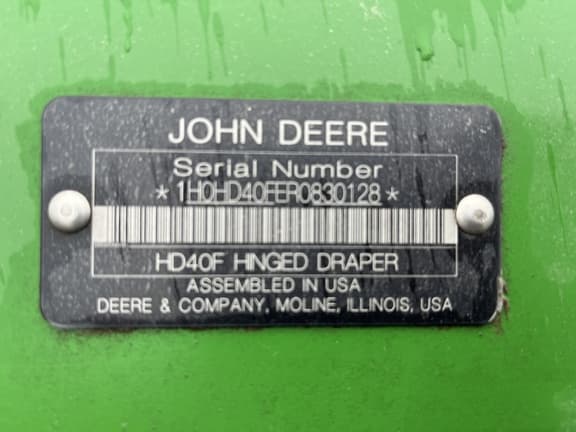 JOHN DEERE
Serial Number
*1H0HD40FER0830128*
HD40F HINGED DRAPER
ASSEMBLED IN USA
DEERE & COMPANY, MOLINE, ILLINOIS, USA